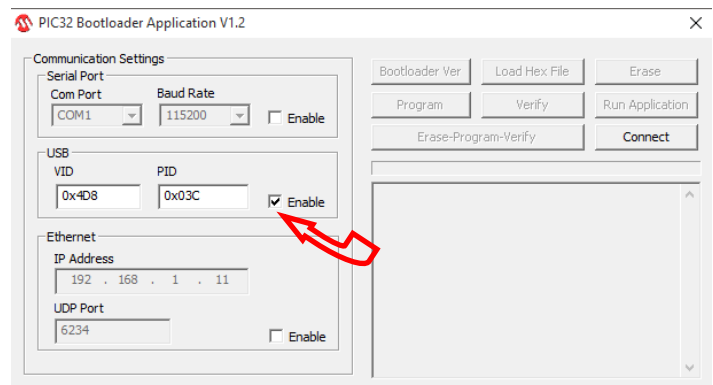 PIC32 Bootloader Application V1.2
Communication Settings
Serial Port
Com Port Baud Rate
COM1 115200 Enable
USB
VID PID
0x4D8 0x03C Enable
Ethernet
IP Address
192 . 168 . 1 . 11
UDP Port
6234 Enable
Bootloader Ver Load Hex File Erase
Program Verify Run Application
Erase-Program-Verify Connect